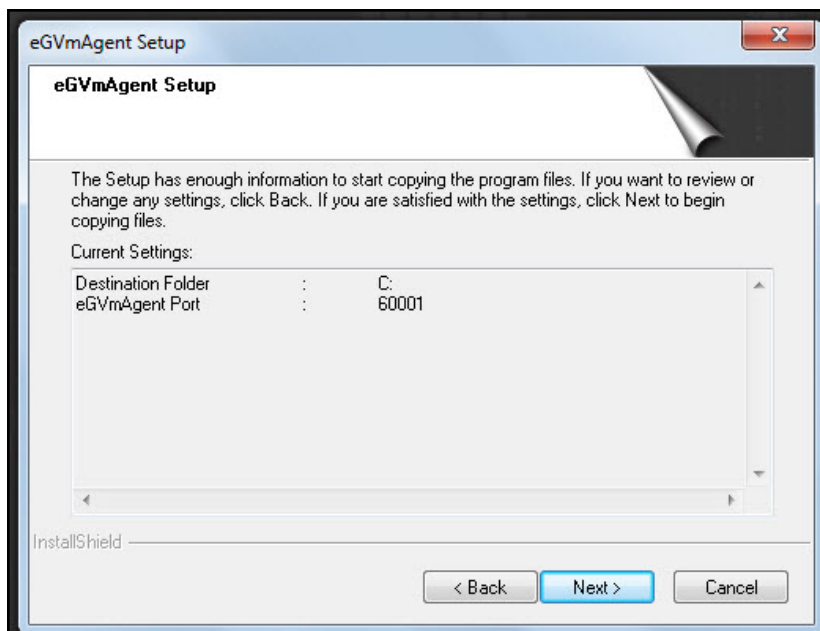 eGVmAgent Setup
eGVmAgent Setup
The Setup has enough information to start copying the program files. If you want to review or
change any settings, click Back. If you are satisfied with the settings, click Next to begin
copying files.
Current Settings:
Destination Folder : C:
eGVmAgent Port : 60001
InstallShield
< Back Next > Cancel